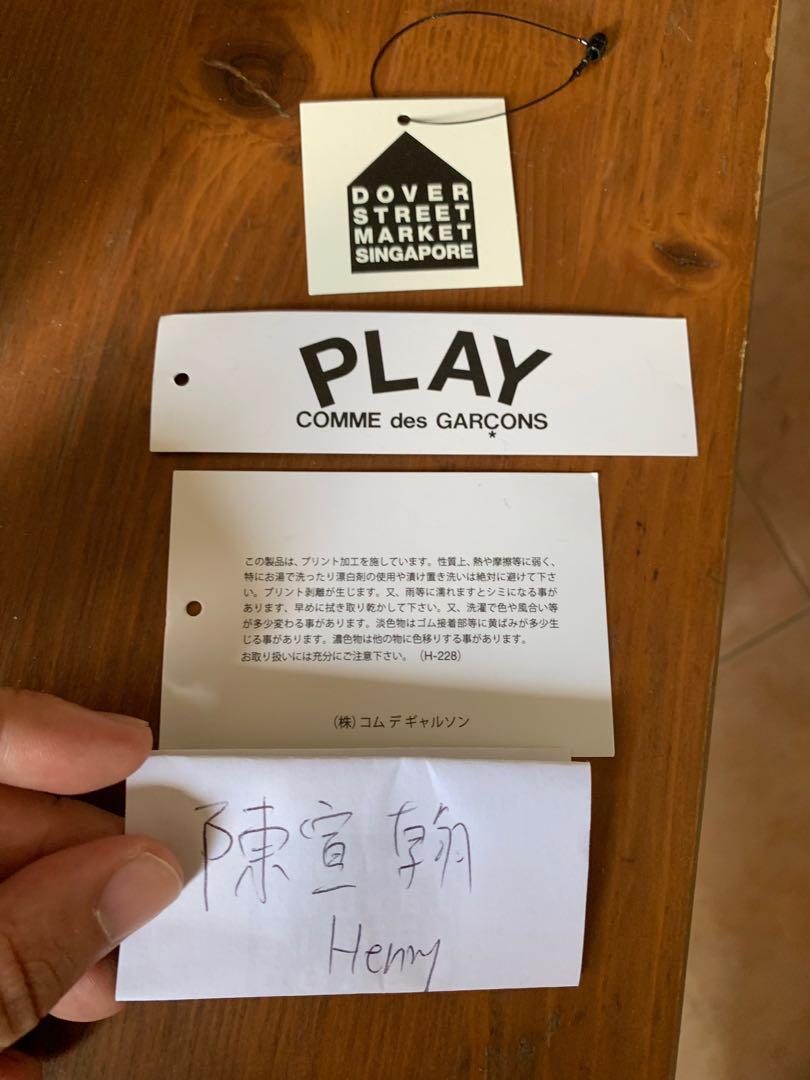 DOVER
STREET
MARKET
SINGAPORE
PLAY
COMME des GARÇONS
*
この製品は、プリント加工を施しています。性質上、熱や摩擦等に弱く、
特にお湯で洗ったり漂白剤の使用や漬け置き洗いは絶対に避けて下さ
い。プリント剥離が生じます。又、雨等に濡れますとシミになる事が
あります、早めに拭き取り乾かして下さい。又、洗濯で色や風合い等
が多少変わる事があります。淡色物はゴム接着部等に黄ばみが多少生
じる事があります。濃色物は他の物に色移りする事があります。
お取り扱いには充分にご注意下さい。（H-228）
（株）コム デ ギャルソン
陳宣翰
Henry